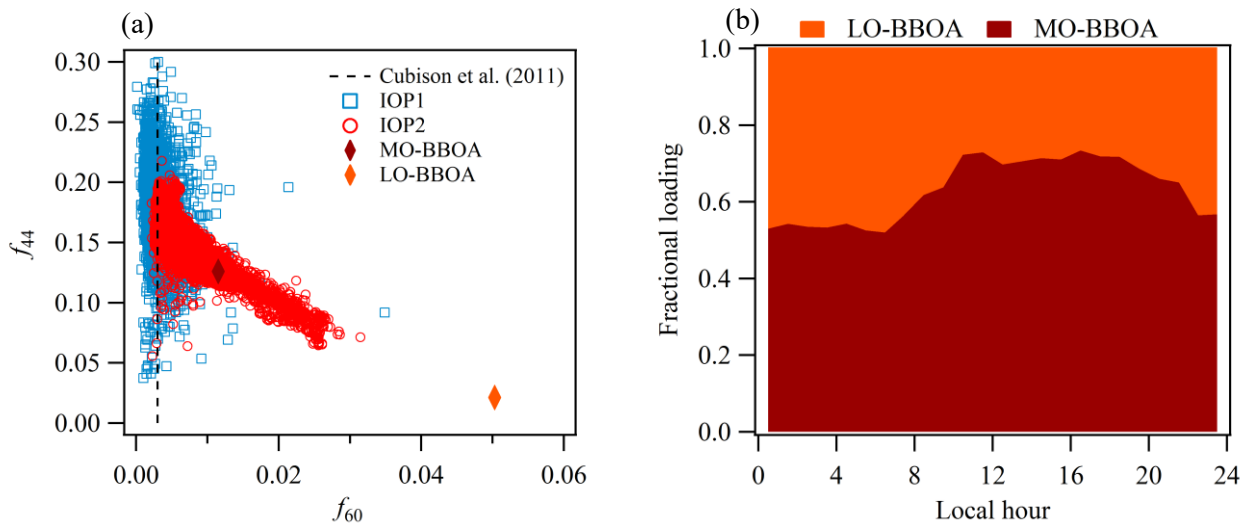 (a)
0.30
0.25
0.20
0.15
0.10
0.05
0.00
f44
Cubison et al. (2011)
IOP1
IOP2
MO-BBOA
LO-BBOA
0.00 0.02 0.04 0.06
f60
(b)
LO-BBOA MO-BBOA
1.0
0.8
0.6
0.4
0.2
0.0
Fractional loading
0 4 8 12 16 20 24
Local hour